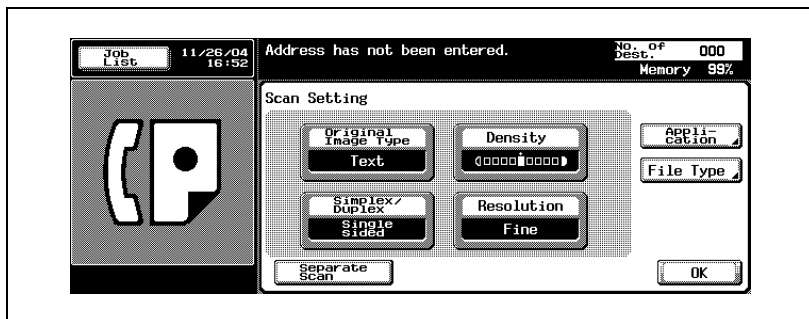 Job
List
11/26/04
16:52
Address has not been entered.
No. of
Dest.
000
Memory 99%
Scan Setting
Original
Image Type
Text
Density
Appli-
cation
File Type
Simplex/
Duplex
Single
sided
Resolution
Fine
Separate
Scan
OK